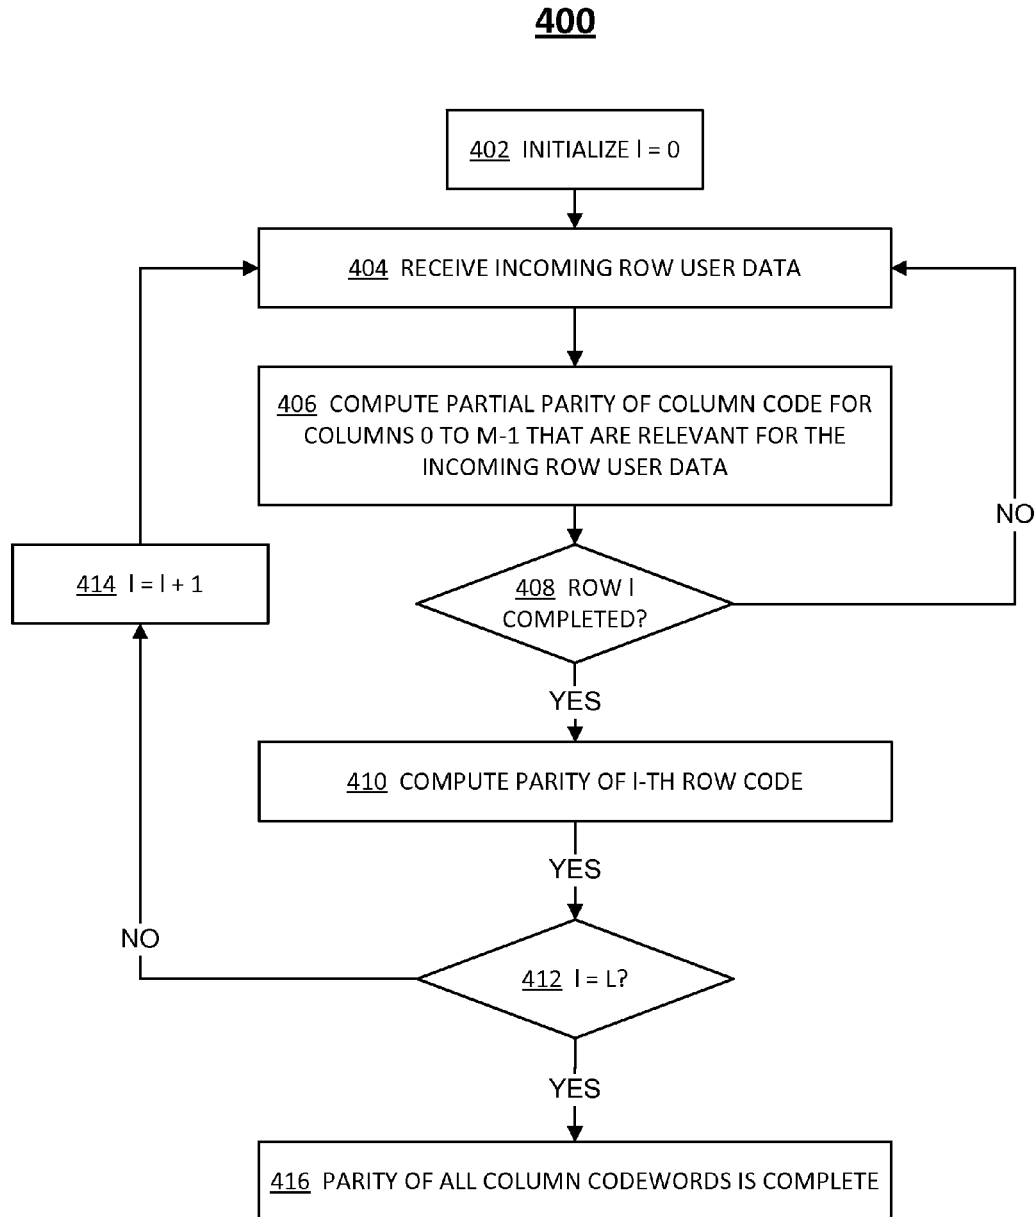 400
402 INITIALIZE l = 0
404 RECEIVE INCOMING ROW USER DATA
406 COMPUTE PARTIAL PARITY OF COLUMN CODE FOR
COLUMNS 0 TO M-1 THAT ARE RELEVANT FOR THE
INCOMING ROW USER DATA
NO
414 l = l + 1
408 ROW l
COMPLETED?
YES
410 COMPUTE PARITY OF l-TH ROW CODE
YES
NO
412 l = L?
YES
416 PARITY OF ALL COLUMN CODEWORDS IS COMPLETE